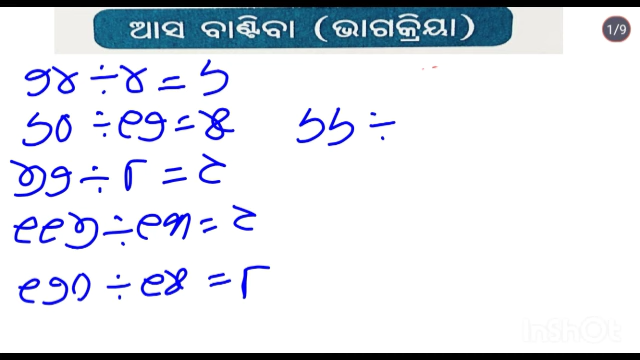 ଆସ ବାଣ୍ଟିବା (ଭାଗକ୍ରିୟା)
1/9
୨୪ ÷ ୪ = ୬
୬୦ ÷ ୧୨ = ୫ ୬୬ ÷
୭୨ ÷ ୮ = ୯
୧୧୭ ÷ ୧୩ = ୯
୧୨୦ ÷ ୧୫ = ୮
InShOt